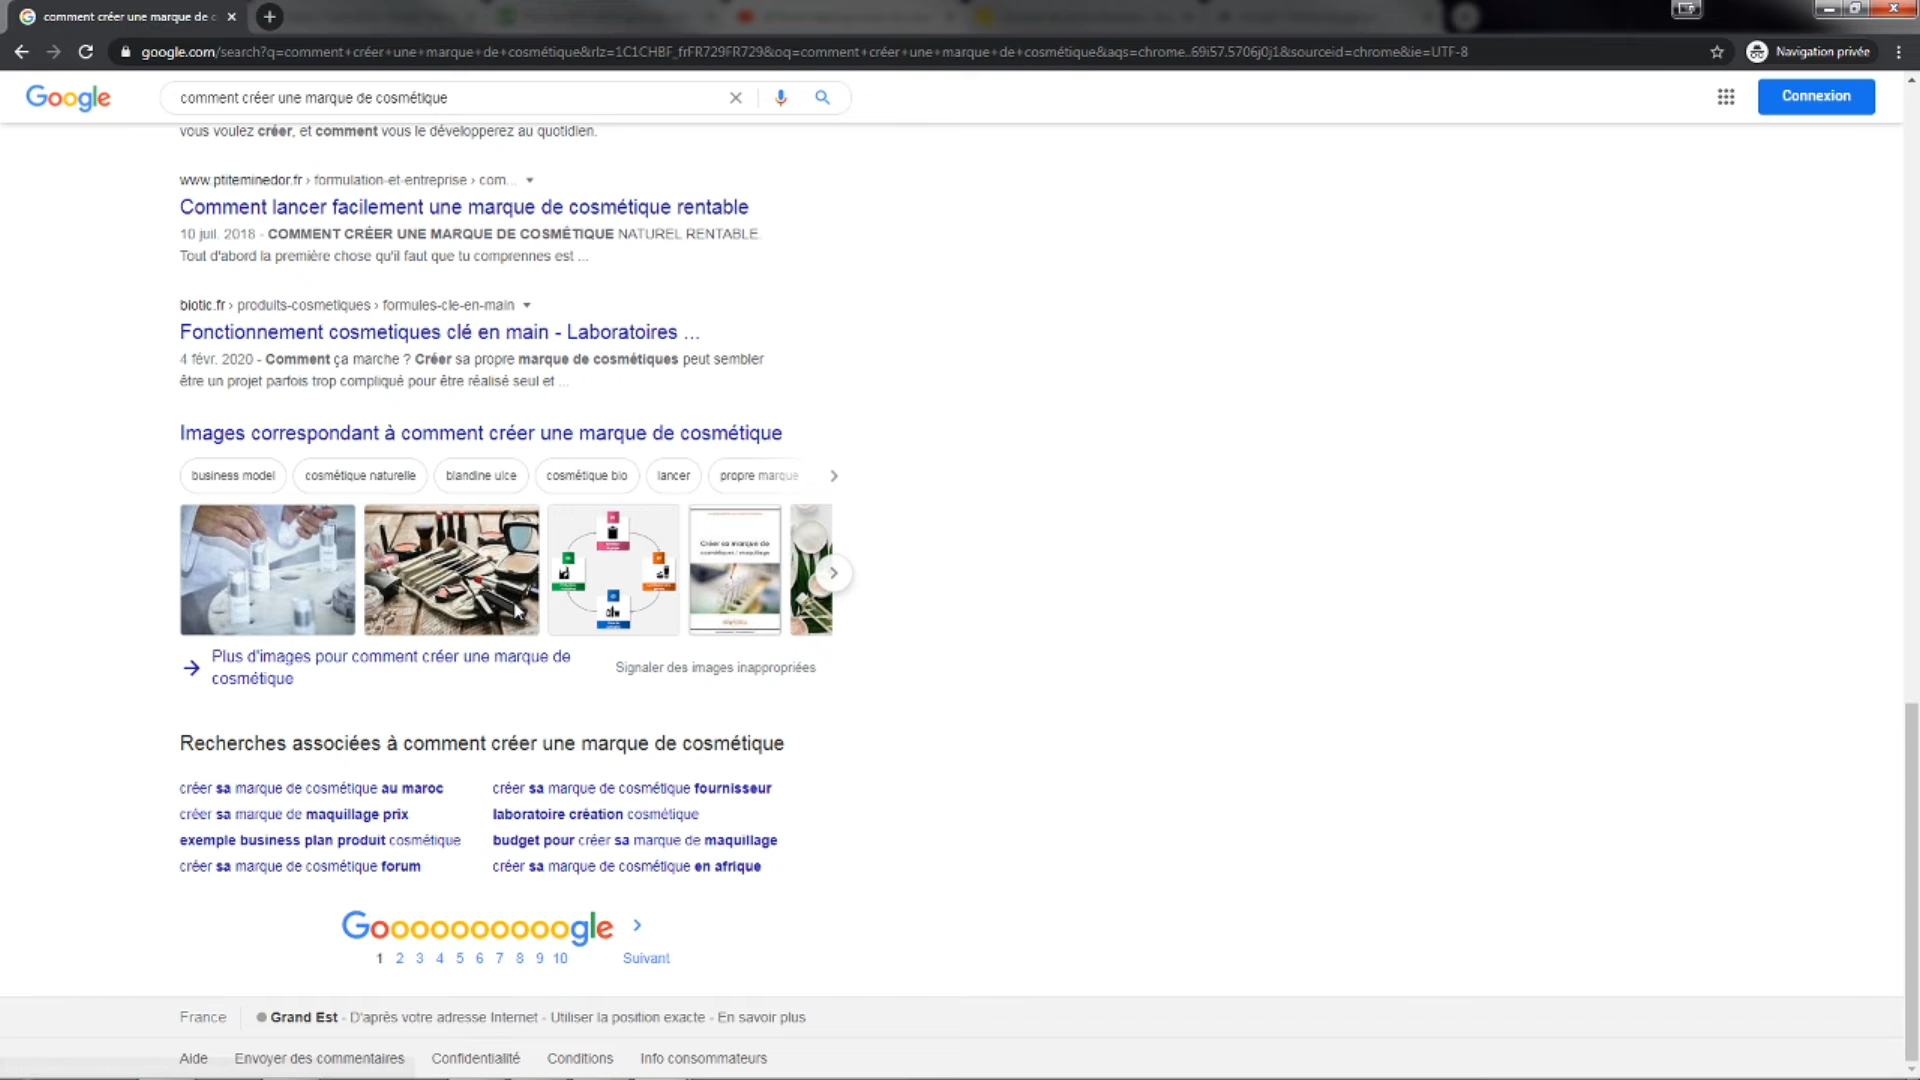 comment créer une marque de c
google.com/search?q=comment+créer+une+marque+de+cosmétique&rlz=1C1CHBF_frFR729FR729&oq=comment+créer+une+marque+de+cosmétique&aqs=chrome..69i57.5706j0j1&sourceid=chrome&ie=UTF-8
Navigation privée
Google
comment créer une marque de cosmétique
Connexion
vous voulez créer, et comment vous le développerez au quotidien.
www.ptiteminedor.fr › formulation-et-entreprise › com...
Comment lancer facilement une marque de cosmétique rentable
10 juil. 2018 - COMMENT CRÉER UNE MARQUE DE COSMÉTIQUE NATUREL RENTABLE.
Tout d'abord la première chose qu'il faut que tu comprennes est ...
biotic.fr › produits-cosmetiques › formules-cle-en-main
Fonctionnement cosmetiques clé en main - Laboratoires ...
4 févr. 2020 - Comment ça marche ? Créer sa propre marque de cosmétiques peut sembler
être un projet parfois trop compliqué pour être réalisé seul et ...
Images correspondant à comment créer une marque de cosmétique
business model
cosmétique naturelle
blandine ulce
cosmétique bio
lancer
propre marque
Créer sa marque de
cosmétiques / maquillage
Plus d'images pour comment créer une marque de
cosmétique
Signaler des images inappropriées
Recherches associées à comment créer une marque de cosmétique
créer sa marque de cosmétique au maroc
créer sa marque de cosmétique fournisseur
créer sa marque de maquillage prix
laboratoire création cosmétique
exemple business plan produit cosmétique
budget pour créer sa marque de maquillage
créer sa marque de cosmétique forum
créer sa marque de cosmétique en afrique
Goooooooooogle
1 2 3 4 5 6 7 8 9 10 Suivant
France
Grand Est - D'après votre adresse Internet - Utiliser la position exacte - En savoir plus
Aide Envoyer des commentaires Confidentialité Conditions Info consommateurs